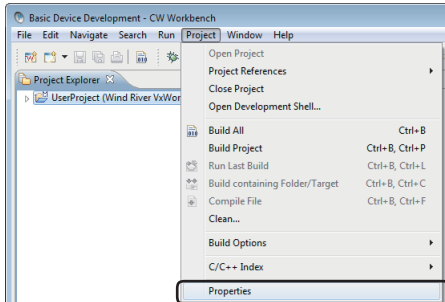 Basic Device Development - CW Workbench
File Edit Navigate Search Run Project Window Help
Project Explorer
UserProject (Wind River VxWor
Open Project
Project References
Close Project
Open Development Shell...
Build All Ctrl+B
Build Project Ctrl+B, Ctrl+P
Run Last Build Ctrl+B, Ctrl+L
Build containing Folder/Target Ctrl+B, Ctrl+C
Compile File Ctrl+B, Ctrl+F
Clean...
Build Options
C/C++ Index
Properties